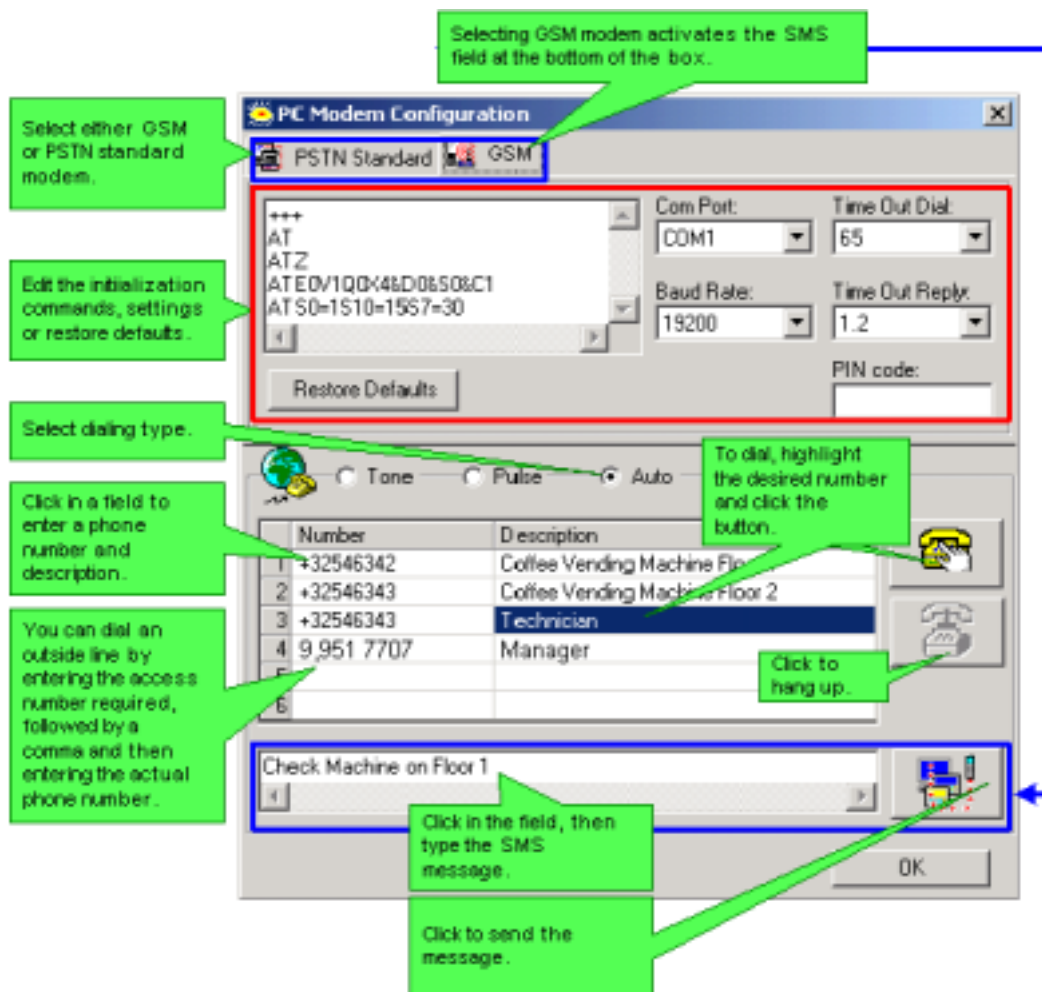 Selecting GSM modem activates the SMS
field at the bottom of the box.
Select either GSM
or PSTN standard
modem.
PC Modem Configuration
PSTN Standard
GSM
+++
AT
ATZ
ATE0V1Q0X4&D0&S0&C1
ATS0=1S10=15S7=30
Com Port:
COM1
Time Out Dial:
65
Baud Rate:
19200
Time Out Reply:
1.2
PIN code:
Restore Defaults
Edit the initialization
commands, settings
or restore defaults.
Select dialing type.
Tone
Pulse
Auto
To dial, highlight
the desired number
and click the
button.
Click in a field to
enter a phone
number and
description.
Number Description
1 +32546342 Coffee Vending Machine Floor
2 +32546343 Coffee Vending Machine Floor 2
3 +32546343 Technician
4 9,951 7707 Manager
5
6
You can dial an
outside line by
entering the access
number required,
followed by a
comma and then
entering the actual
phone number.
Click to
hang up.
Check Machine on Floor 1
Click in the field, then
type the SMS
message.
OK
Click to send the
message.